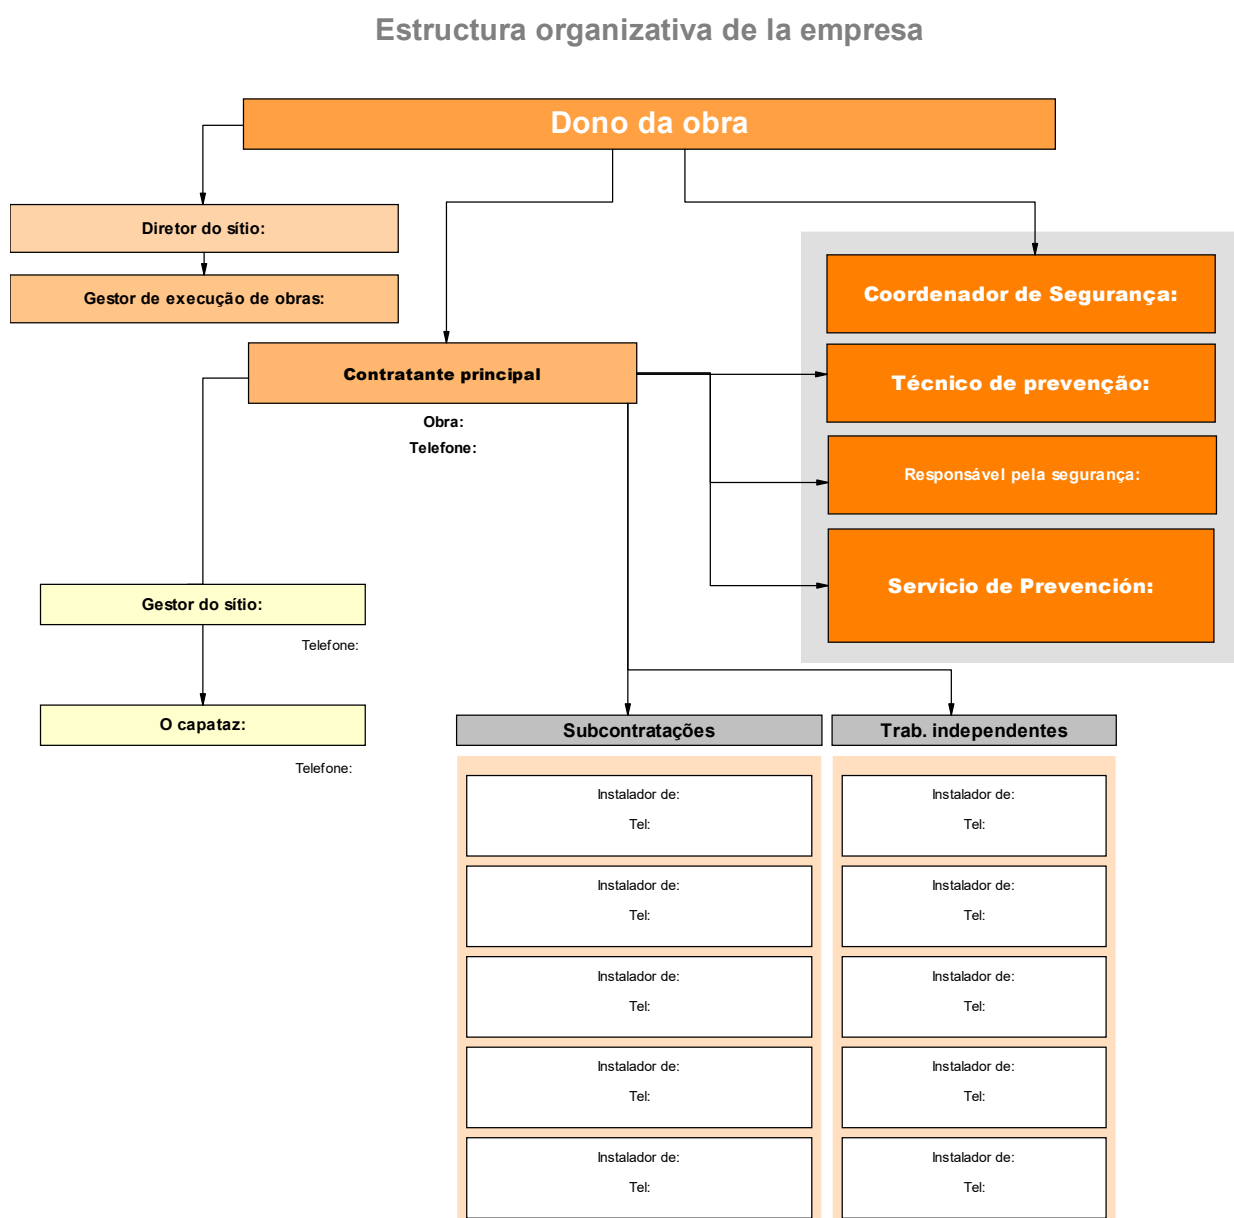 Estructura organizativa de la empresa
Dono da obra
Diretor do sítio:
Gestor de execução de obras:
Coordenador de Segurança:
Contratante principal
Técnico de prevenção:
Obra:
Telefone:
Responsável pela segurança:
Servicio de Prevención:
Gestor do sítio:
Telefone:
O capataz:
Telefone:
Subcontratações
Trab. independentes
Instalador de:
Tel:
Instalador de:
Tel:
Instalador de:
Tel:
Instalador de:
Tel:
Instalador de:
Tel:
Instalador de:
Tel:
Instalador de:
Tel:
Instalador de:
Tel:
Instalador de:
Tel:
Instalador de:
Tel: